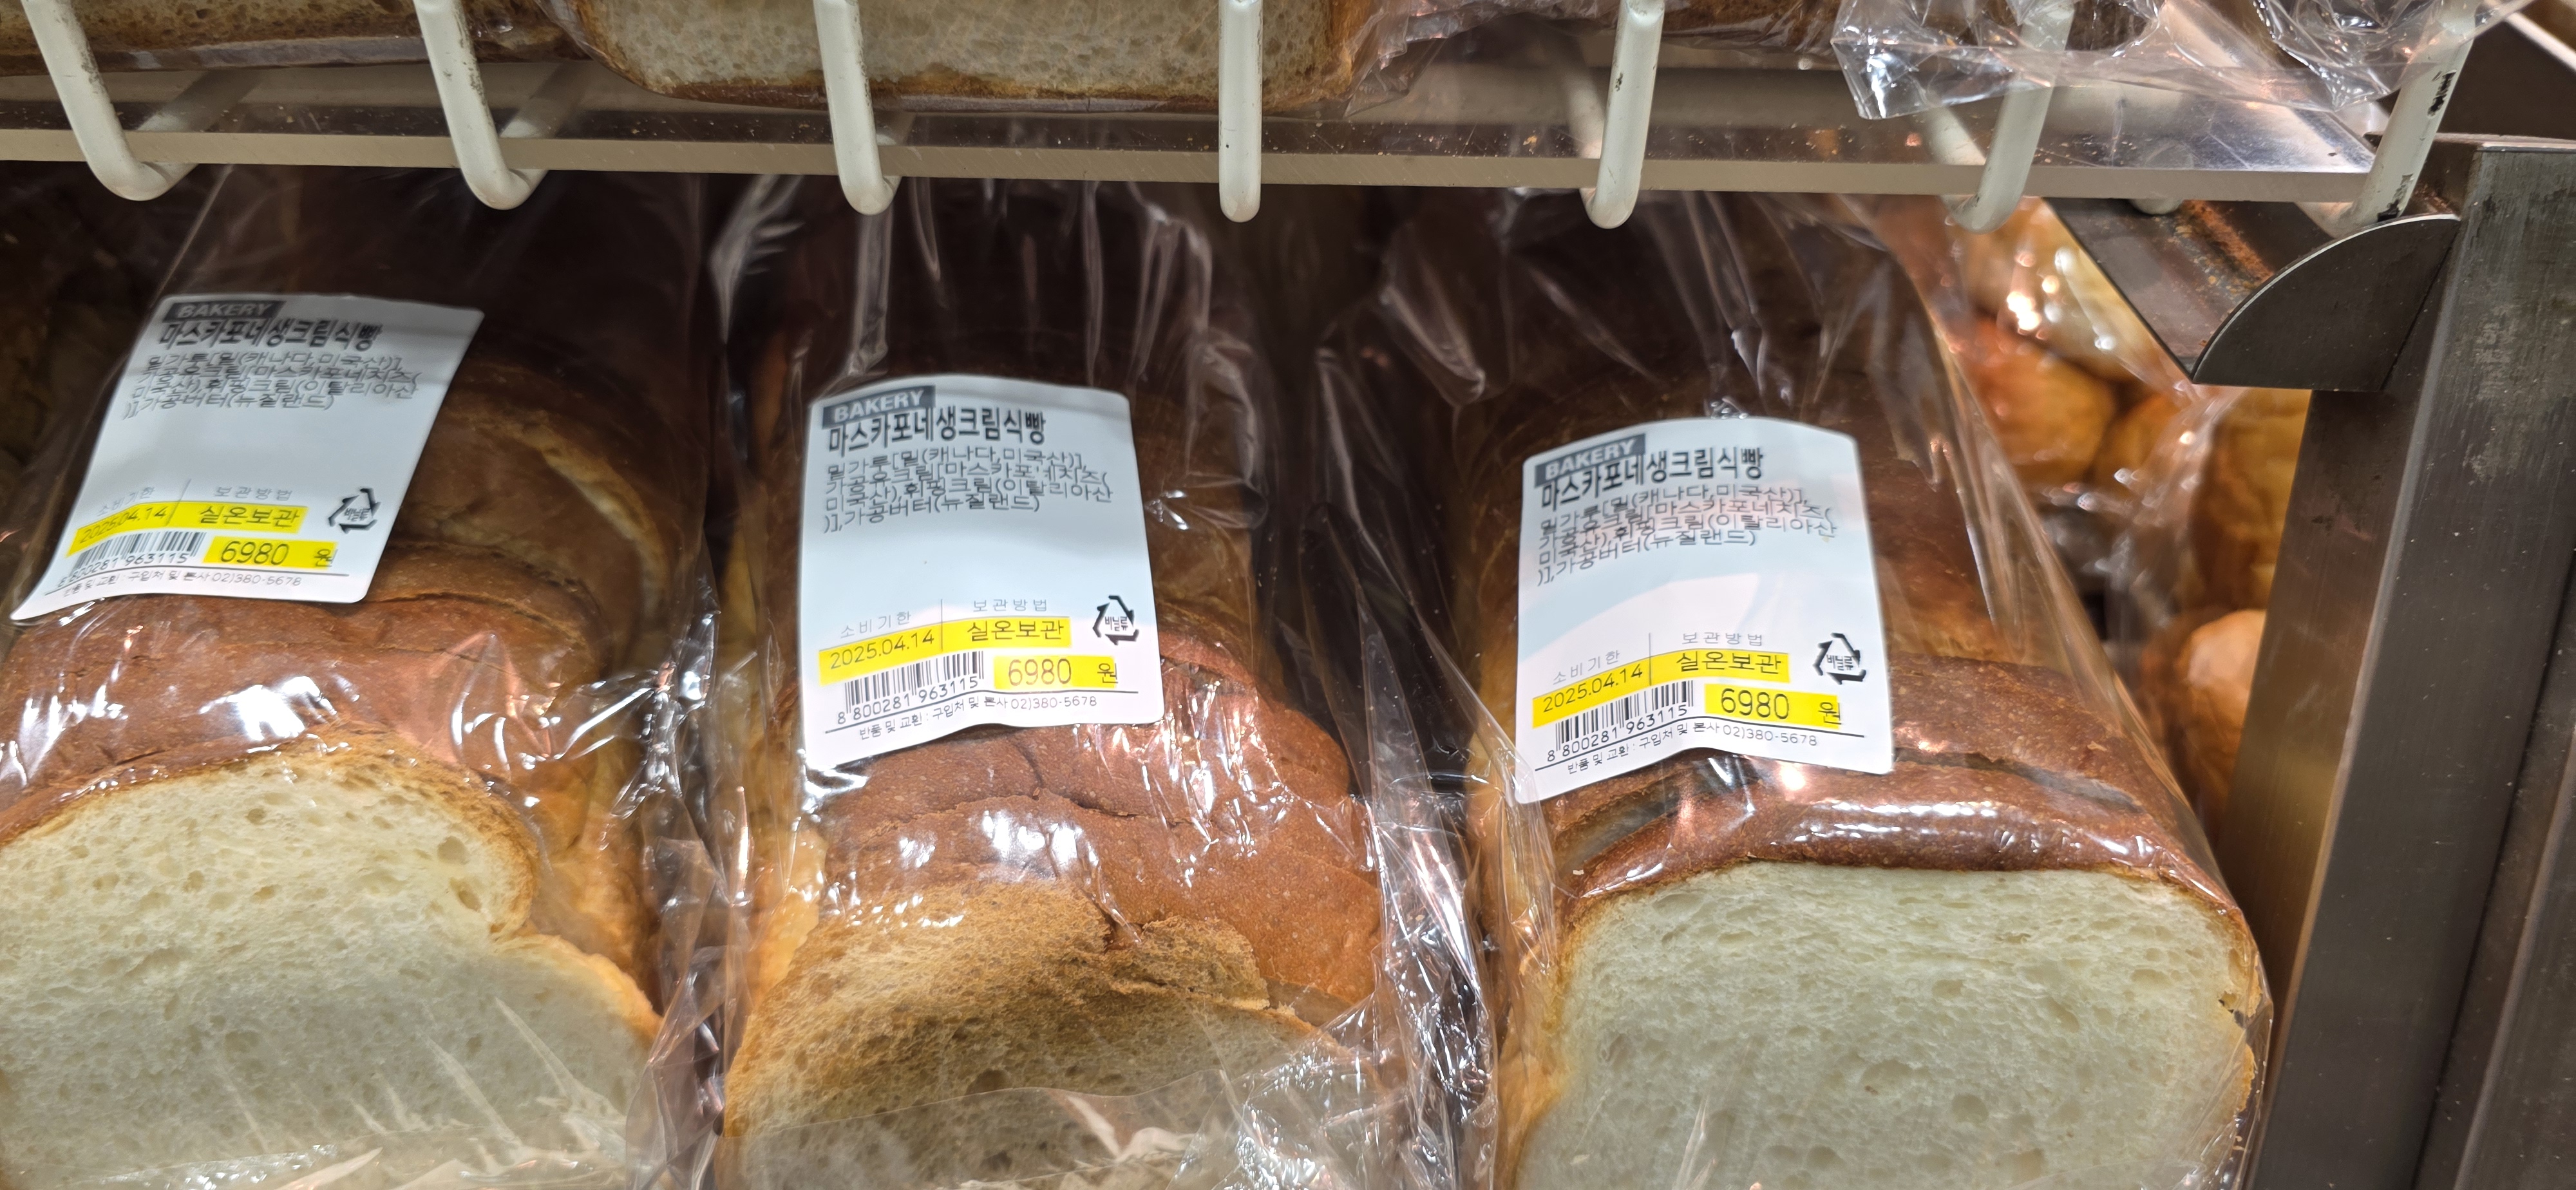 BAKERY
마스카포네생크림식빵
밀가루[밀(캐나다,미국산)],
가공유크림[마스카포네치즈(
미국산),휘핑크림(이탈리아산
)],가공버터(뉴질랜드)
소비기한 보관방법
2025.04.14 실온보관
비닐류
8 800281 963115 6980 원
반품 및 교환 : 구입처 및 본사 02)380-5678
BAKERY
마스카포네생크림식빵
밀가루[밀(캐나다,미국산)],
가공유크림[마스카포네치즈(
미국산),휘핑크림(이탈리아산
)],가공버터(뉴질랜드)
소비기한 보관방법
2025.04.14 실온보관
비닐류
8 800281 963115 6980 원
반품 및 교환 : 구입처 및 본사 02)380-5678
BAKERY
마스카포네생크림식빵
밀가루[밀(캐나다,미국산)],
가공유크림[마스카포네치즈(
미국산),휘핑크림(이탈리아산
)],가공버터(뉴질랜드)
소비기한 보관방법
2025.04.14 실온보관
비닐류
8 800281 963115 6980 원
반품 및 교환 : 구입처 및 본사 02)380-5678